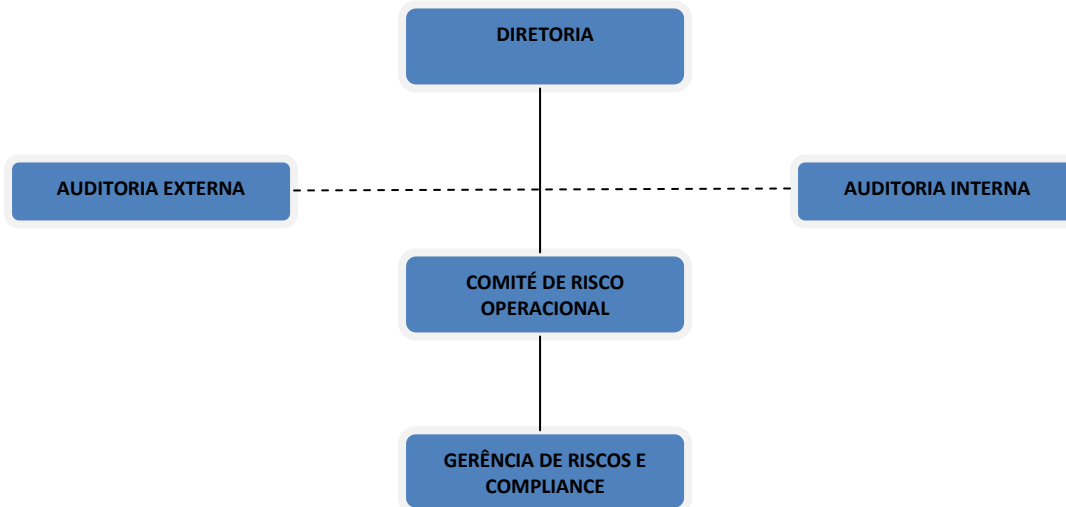 DIRETORIA
AUDITORIA EXTERNA
AUDITORIA INTERNA
COMITÉ DE RISCO
OPERACIONAL
GERÊNCIA DE RISCOS E
COMPLIANCE